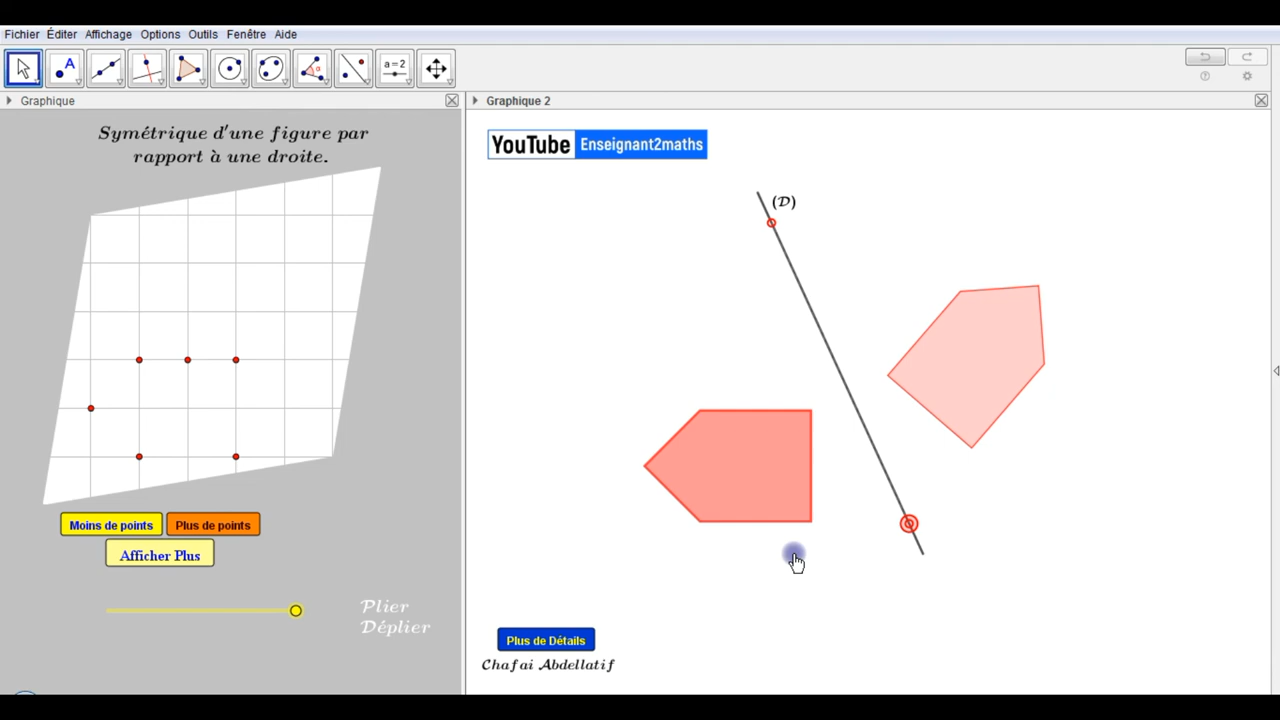 Fichier Éditer Affichage Options Outils Fenêtre Aide
A
α
a = 2
Graphique
Graphique 2
Symétrique d'une figure par
rapport à une droite.
YouTube Enseignant2maths
(D)
Moins de points
Plus de points
Afficher Plus
Plier
Déplier
Plus de Détails
Chafai Abdellatif